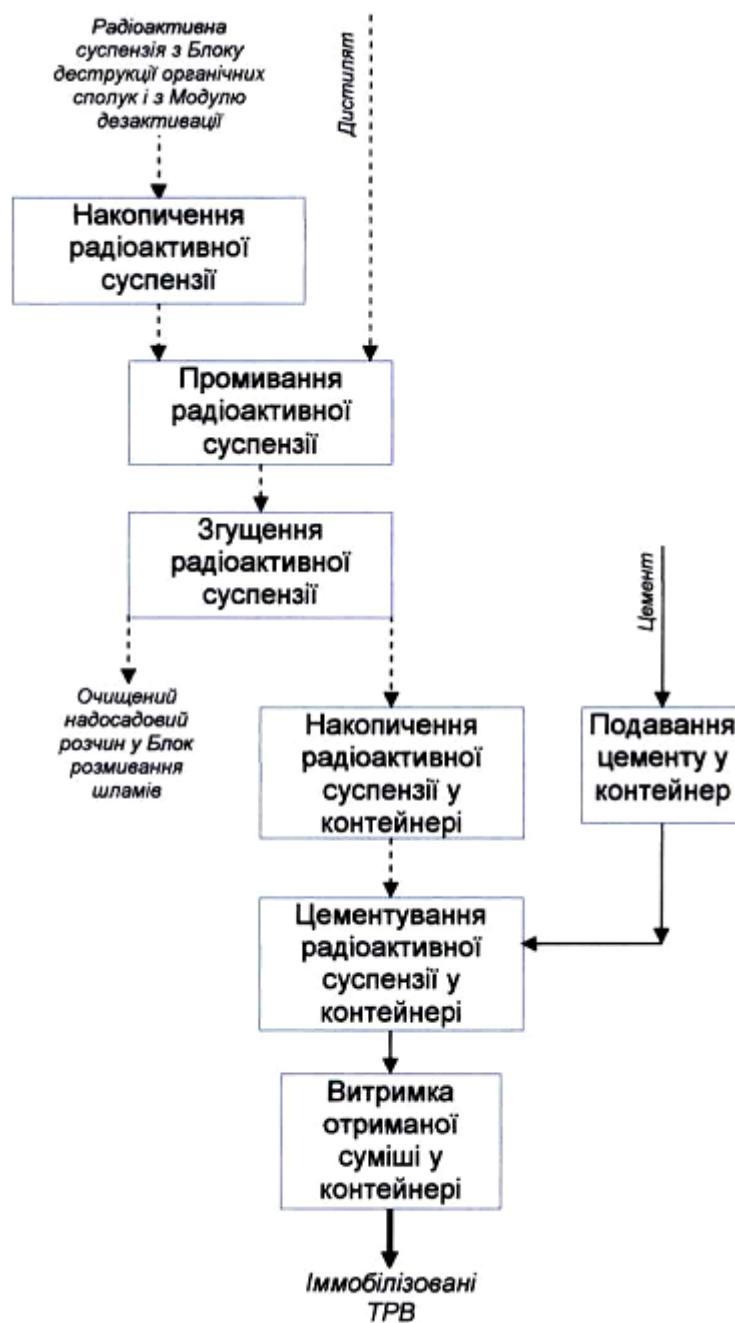 Радіоактивна
суспензія з Блоку
деструкції органічних
сполук і з Модулю
дезактивації
Дистилят
Накопичення
радіоактивної
суспензії
Промивання
радіоактивної
суспензії
Згущення
радіоактивної
суспензії
Очищений
надосадовий
розчин у Блок
розмивання
шламів
Цемент
Накопичення
радіоактивної
суспензії у
контейнері
Подавання
цементу у
контейнер
Цементування
радіоактивної
суспензії у
контейнері
Витримка
отриманої
суміші у
контейнері
Іммобілізовані
ТРВ